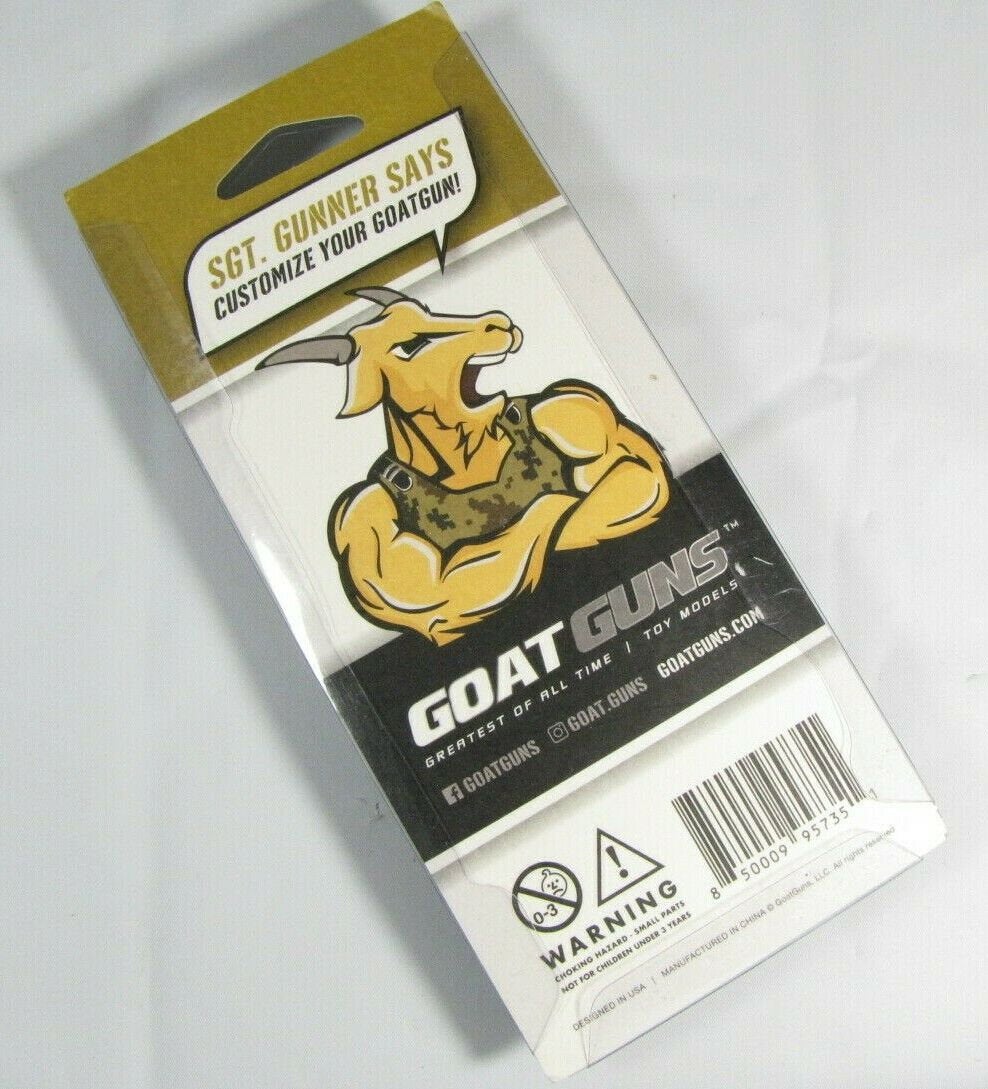 SGT. GUNNER SAYS
CUSTOMIZE YOUR GOATGUN!
GOATGUNS™
GREATEST OF ALL TIME | TOY MODELS
GOATGUNS GOAT.GUNS GOATGUNS.COM
8 50009 95735 1
0-3
WARNING
CHOKING HAZARD - SMALL PARTS
NOT FOR CHILDREN UNDER 3 YEARS
DESIGNED IN USA | MANUFACTURED IN CHINA © GoatGuns, LLC. All rights reserved